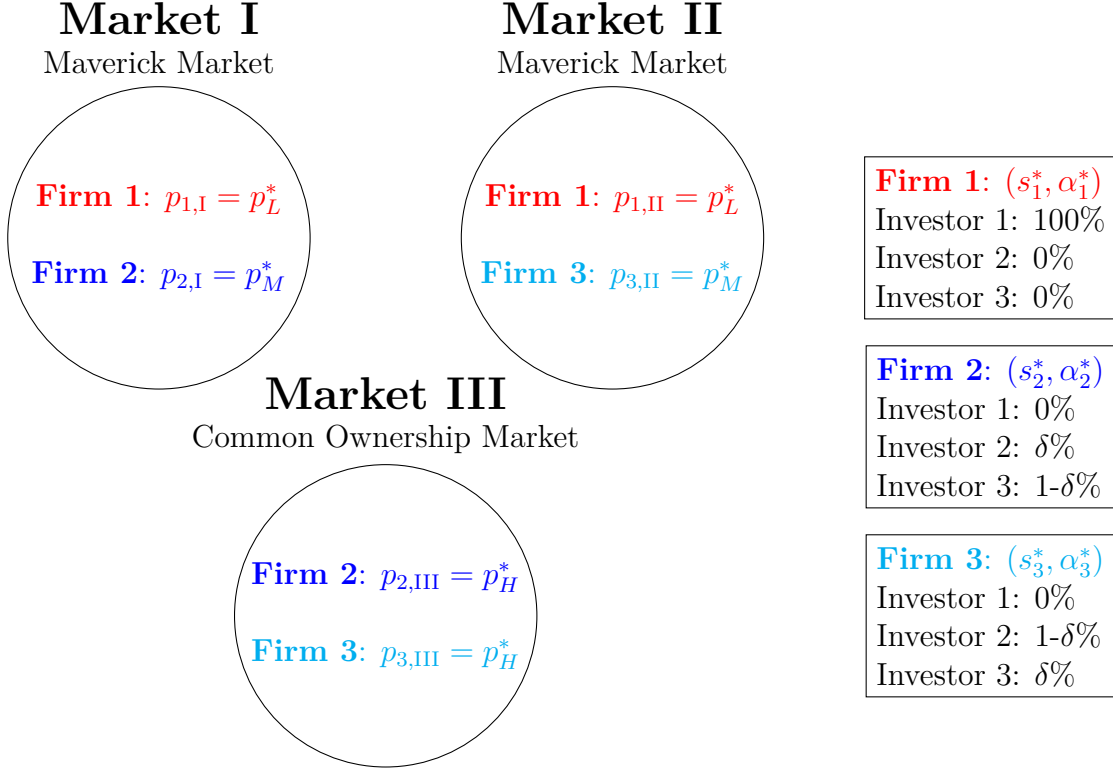 Market I
Maverick Market
Firm 1: p*_{1,I} = p*_L
Firm 2: p_{2,I} = p*_M
Market II
Maverick Market
Firm 1: p_{1,II} = p*_L
Firm 3: p_{3,II} = p*_M
Market III
Common Ownership Market
Firm 2: p_{2,III} = p*_H
Firm 3: p_{3,III} = p*_H
Firm 1: (s*_1, α*_1)
Investor 1: 100%
Investor 2: 0%
Investor 3: 0%
Firm 2: (s*_2, α*_2)
Investor 1: 0%
Investor 2: δ%
Investor 3: 1-δ%
Firm 3: (s*_3, α*_3)
Investor 1: 0%
Investor 2: 1-δ%
Investor 3: δ%